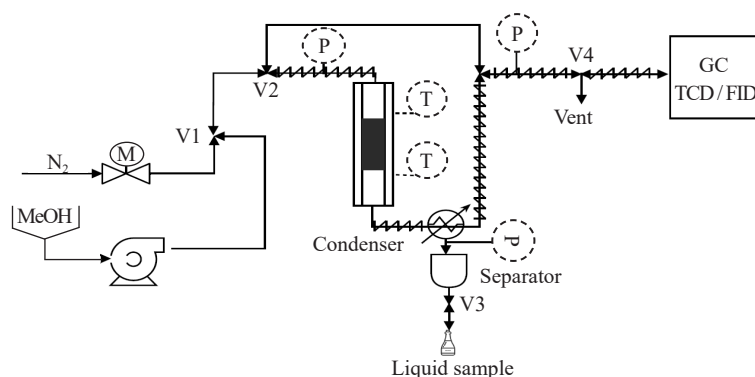 P
P
V4
GC
TCD / FID
V2
Vent
T
V1
M
N₂
T
MeOH
Condenser
P
Separator
V3
Liquid sample